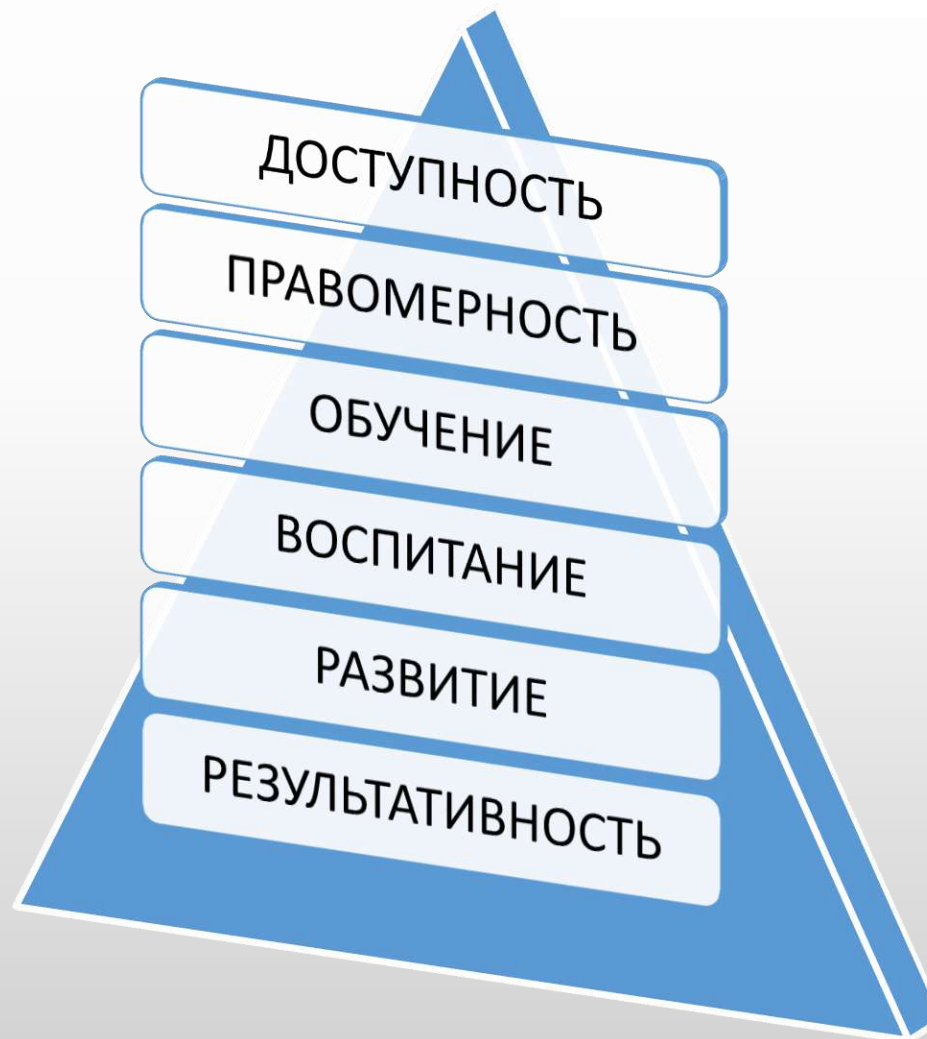 ДОСТУПНОСТЬ
ПРАВОМЕРНОСТЬ
ОБУЧЕНИЕ
ВОСПИТАНИЕ
РАЗВИТИЕ
РЕЗУЛЬТАТИВНОСТЬ